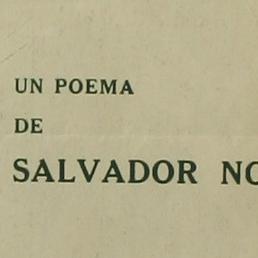 UN POEMA
DE
SALVADOR NO